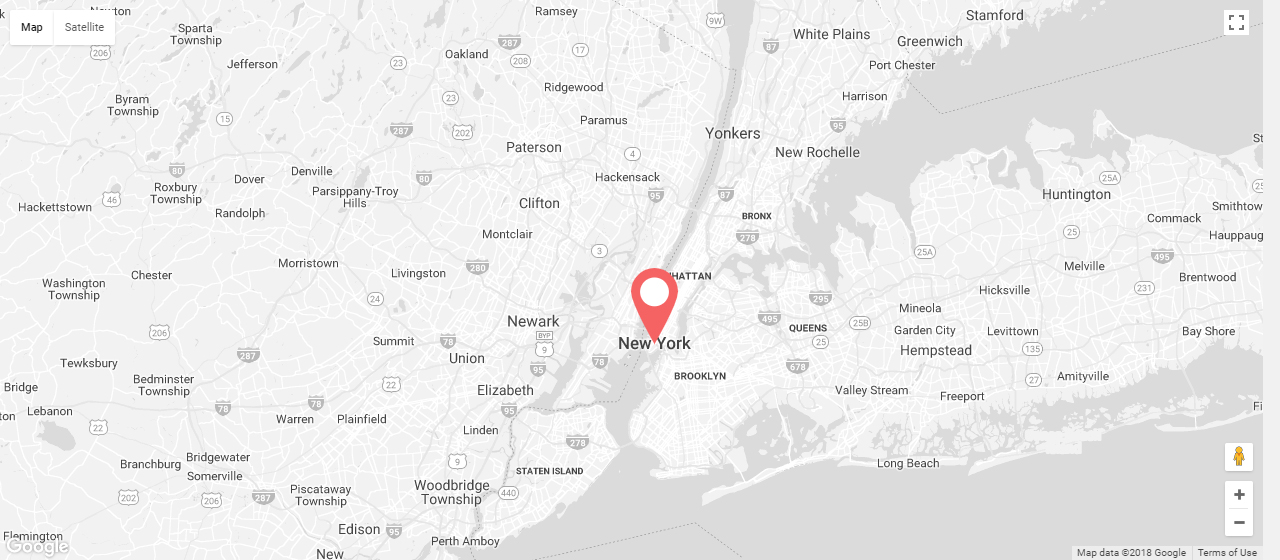 Map
Satellite
Newton
Ramsey
9W
Stamford
Sparta
Township
206
Oakland
287
17
208
87
White Plains
Greenwich
Jefferson
23
Port Chester
Ridgewood
Harrison
Byram
Township
23
15
287
202
Paramus
Yonkers
95
Paterson
4
New Rochelle
80
Denville
Hackensack
Dover
80
25A
Roxbury
Township
Parsippany-Troy
Hills
95
87
Huntington
Hackettstown
46
Randolph
Clifton
BRONX
Commack
Smithtow
Montclair
278
25
Hauppaug
3
25A
495
Morristown
280
Livingston
Chester
HATTAN
Melville
Brentwood
Washington
Township
24
295
Hicksville
231
Mineola
Newark
495
QUEENS
25B
Garden City
Levittown
Bay Shore
206
78
Summit
BYP
9
New York
25
Hempstead
135
287
Union
78
Tewksbury
95
678
BROOKLYN
Amityville
27
Bedminster
Township
22
Elizabeth
Valley Stream
Bridge
Freeport
Lebanon
78
78
95
Fi
22
Warren
Plainfield
Linden
278
Bridgewater
Branchburg
Somerville
9
STATEN ISLAND
Long Beach
Woodbridge
Township
Piscataway
Township
440
202
206
287
Edison
95
Flemington
Perth Amboy
Google
New
Map data ©2018 Google
Terms of Use